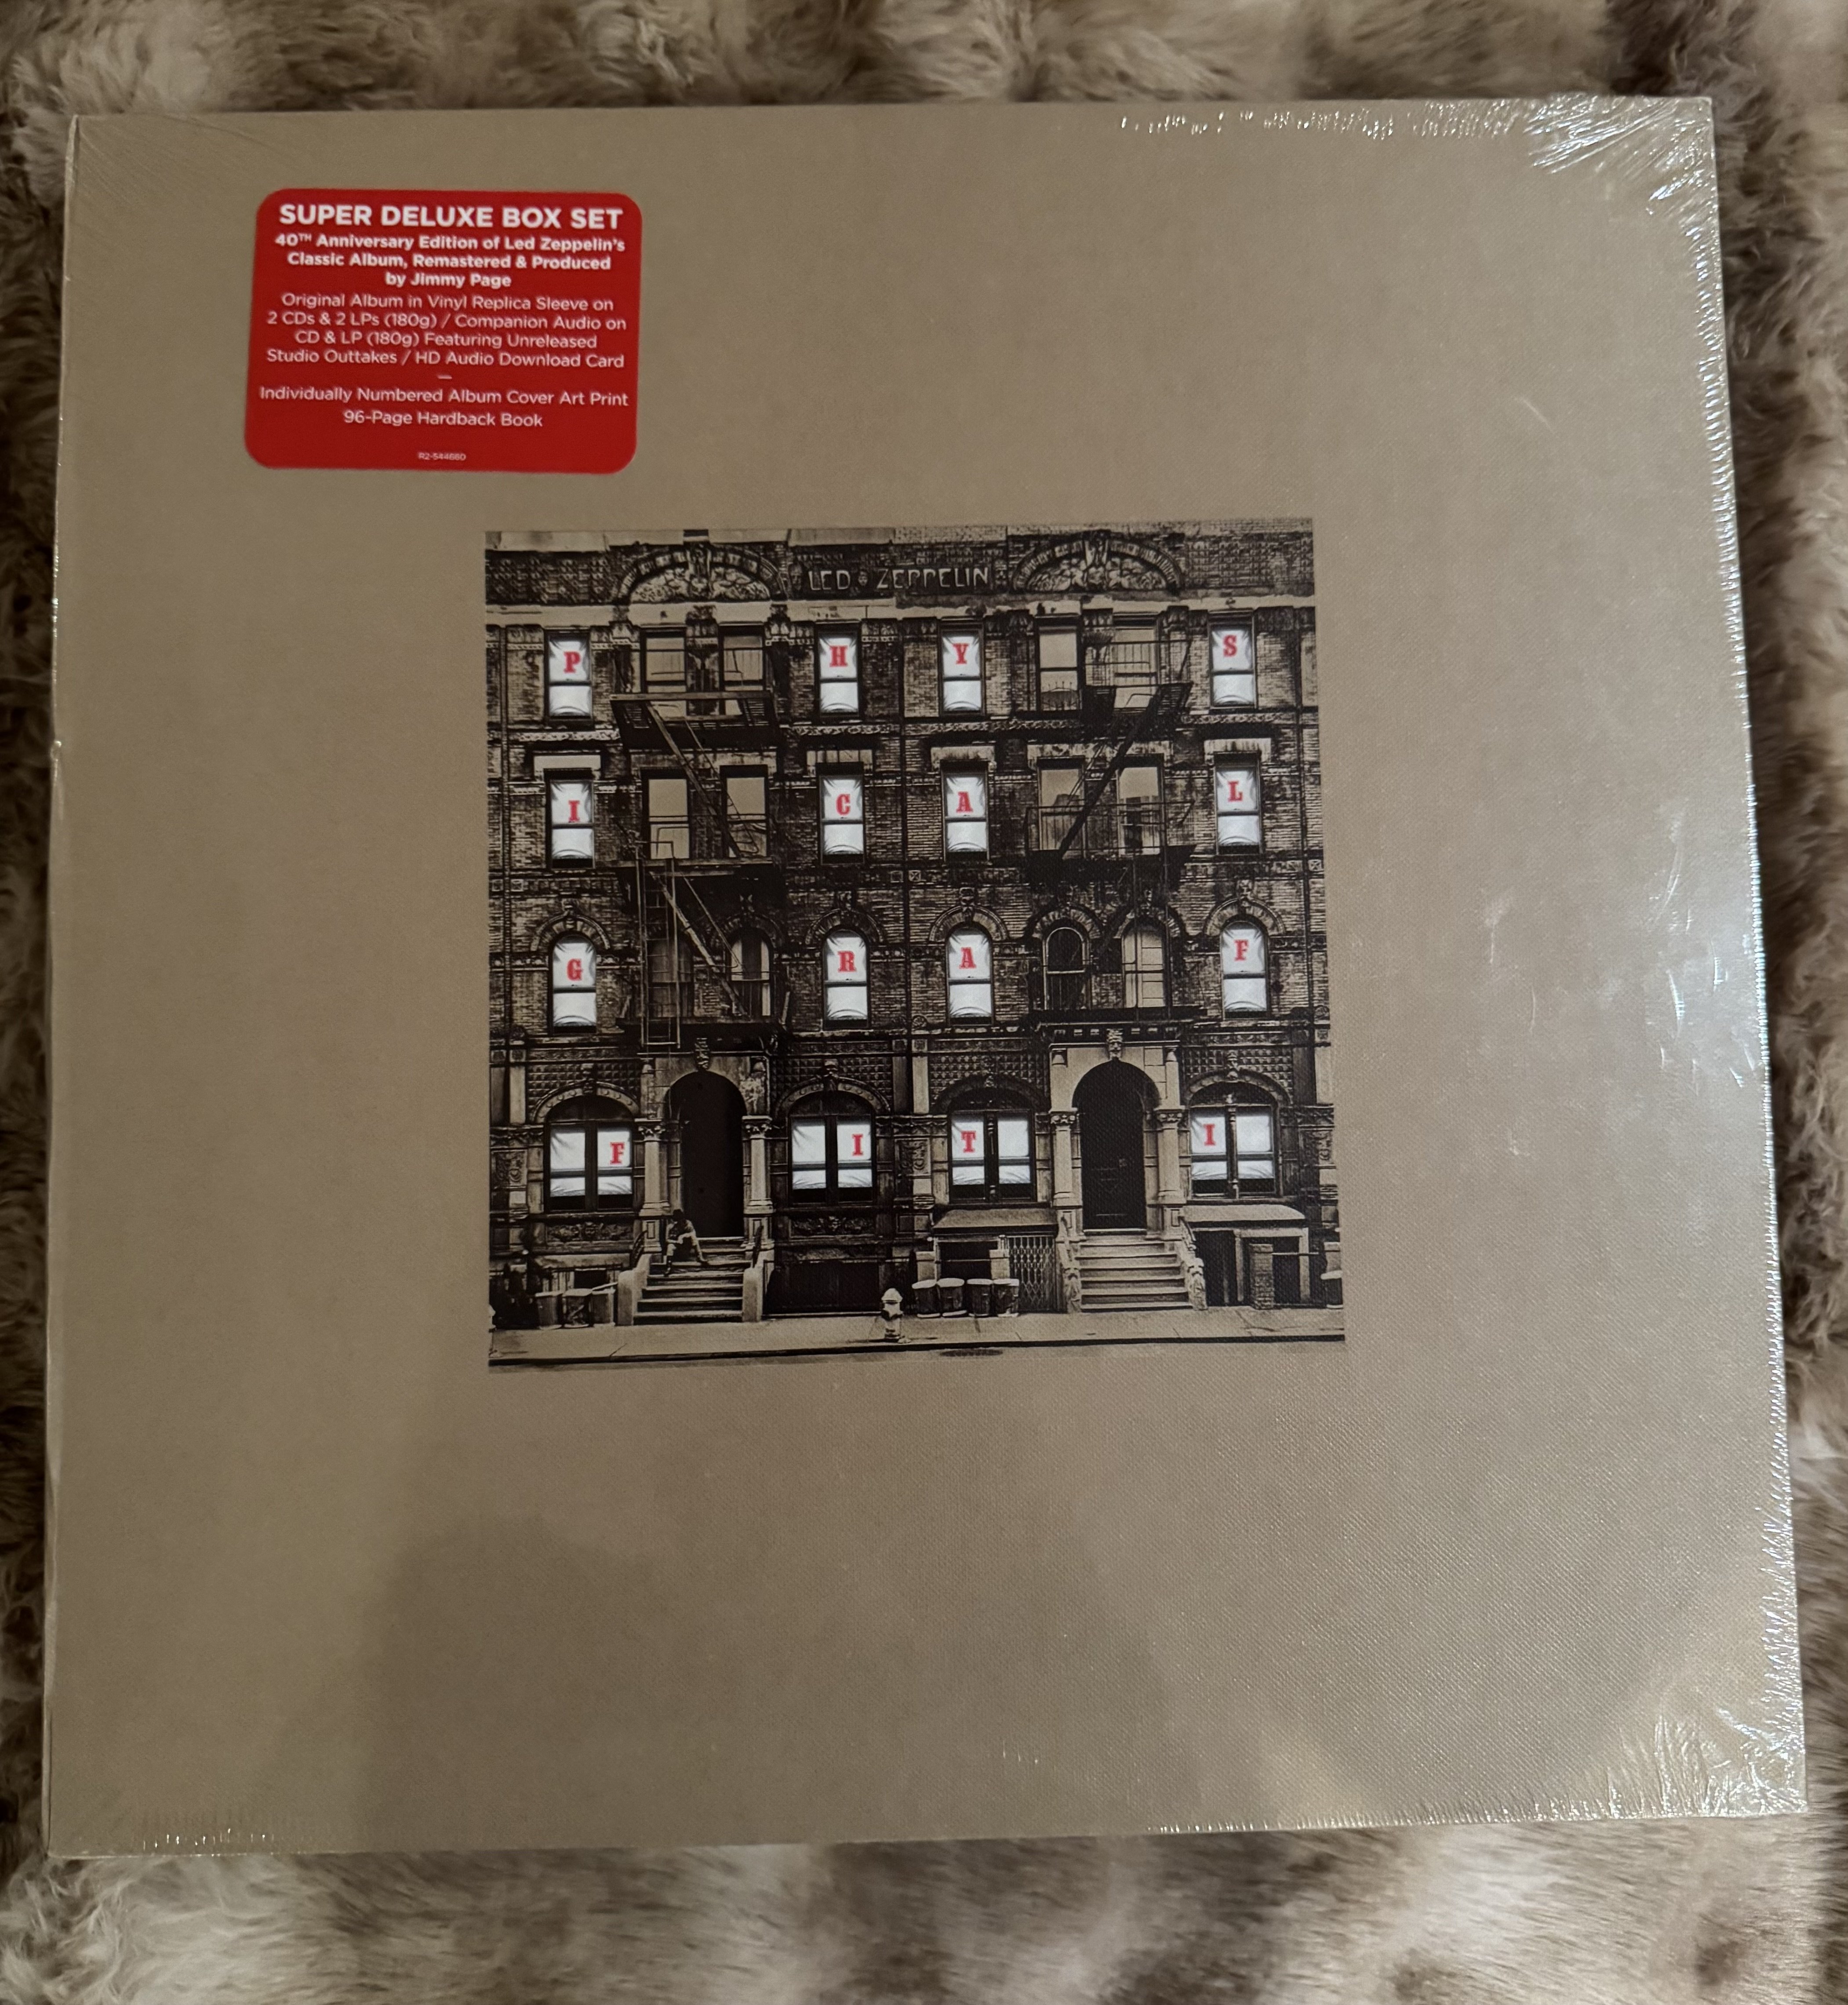 SUPER DELUXE BOX SET
40TH Anniversary Edition of Led Zeppelin's
Classic Album, Remastered & Produced
by Jimmy Page
Original Album in Vinyl Replica Sleeve on
2 CDs & 2 LPs (180g) / Companion Audio on
CD & LP (180g) Featuring Unreleased
Studio Outtakes / HD Audio Download Card
—
Individually Numbered Album Cover Art Print
96-Page Hardback Book
LED ZEPPELIN
P H Y S
I C A L
G R A F
F I T I